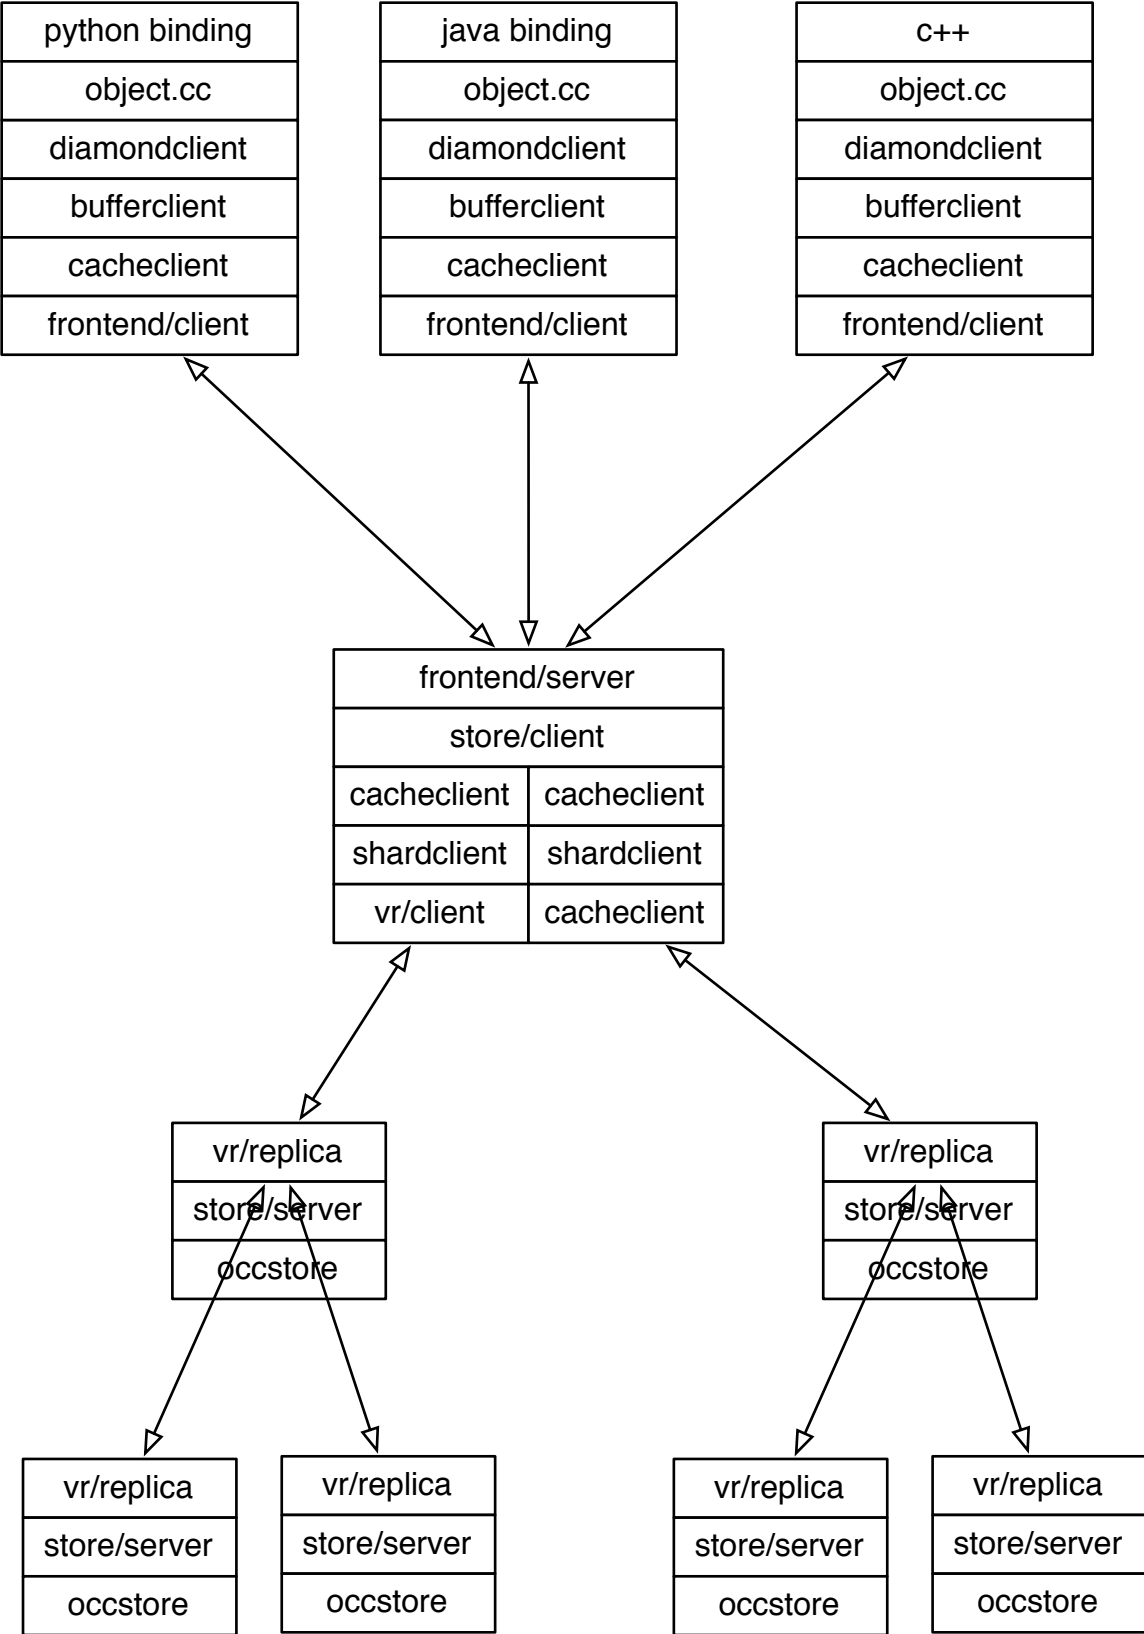 python binding
object.cc
diamondclient
bufferclient
cacheclient
frontend/client
java binding
object.cc
diamondclient
bufferclient
cacheclient
frontend/client
c++
object.cc
diamondclient
bufferclient
cacheclient
frontend/client
frontend/server
store/client
cacheclient cacheclient
shardclient shardclient
vr/client cacheclient
vr/replica
store/server
occstore
vr/replica
store/server
occstore
vr/replica
store/server
occstore
vr/replica
store/server
occstore
vr/replica
store/server
occstore
vr/replica
store/server
occstore